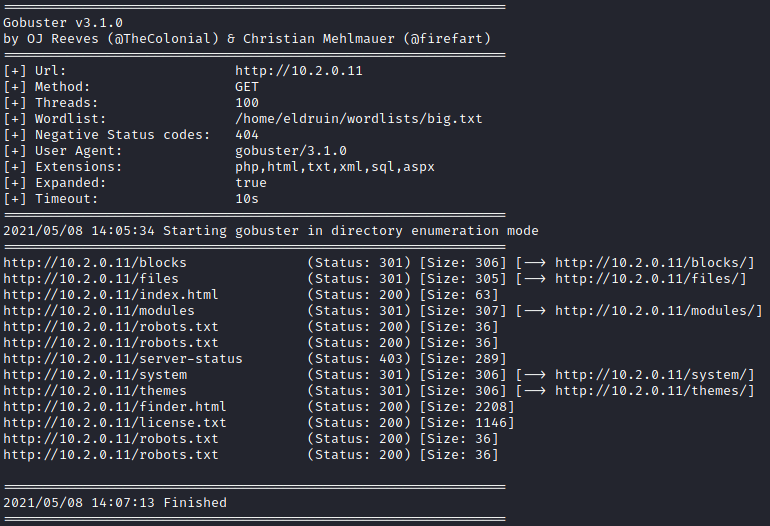 ===============================================================
Gobuster v3.1.0
by OJ Reeves (@TheColonial) & Christian Mehlmauer (@firefart)
===============================================================
[+] Url:                     http://10.2.0.11
[+] Method:                  GET
[+] Threads:                 100
[+] Wordlist:                /home/eldruin/wordlists/big.txt
[+] Negative Status codes:   404
[+] User Agent:              gobuster/3.1.0
[+] Extensions:              php,html,txt,xml,sql,aspx
[+] Expanded:                true
[+] Timeout:                 10s
===============================================================
2021/05/08 14:05:34 Starting gobuster in directory enumeration mode
===============================================================
http://10.2.0.11/blocks               (Status: 301) [Size: 306] [--> http://10.2.0.11/blocks/]
http://10.2.0.11/files                (Status: 301) [Size: 305] [--> http://10.2.0.11/files/]
http://10.2.0.11/index.html           (Status: 200) [Size: 63]
http://10.2.0.11/modules              (Status: 301) [Size: 307] [--> http://10.2.0.11/modules/]
http://10.2.0.11/robots.txt           (Status: 200) [Size: 36]
http://10.2.0.11/robots.txt           (Status: 200) [Size: 36]
http://10.2.0.11/server-status        (Status: 403) [Size: 289]
http://10.2.0.11/system               (Status: 301) [Size: 306] [--> http://10.2.0.11/system/]
http://10.2.0.11/themes               (Status: 301) [Size: 306] [--> http://10.2.0.11/themes/]
http://10.2.0.11/finder.html          (Status: 200) [Size: 2208]
http://10.2.0.11/license.txt          (Status: 200) [Size: 1146]
http://10.2.0.11/robots.txt           (Status: 200) [Size: 36]
http://10.2.0.11/robots.txt           (Status: 200) [Size: 36]
===============================================================
2021/05/08 14:07:13 Finished
===============================================================